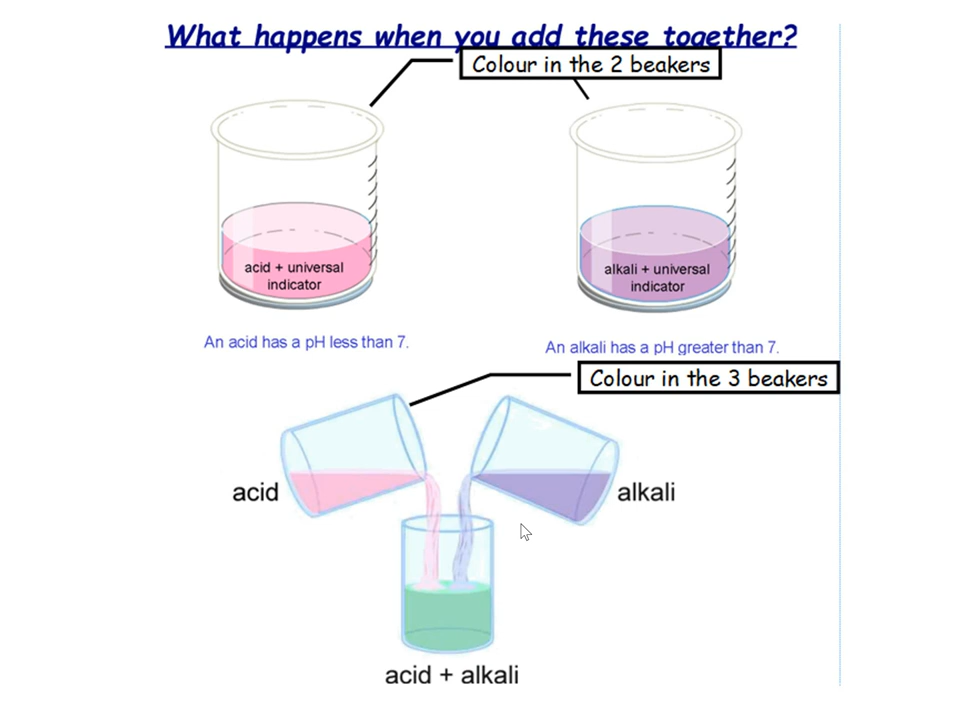 What happens when you add these together?
Colour in the 2 beakers
acid + universal
indicator
alkali + universal
indicator
An acid has a pH less than 7.
An alkali has a pH greater than 7.
Colour in the 3 beakers
acid
alkali
acid + alkali